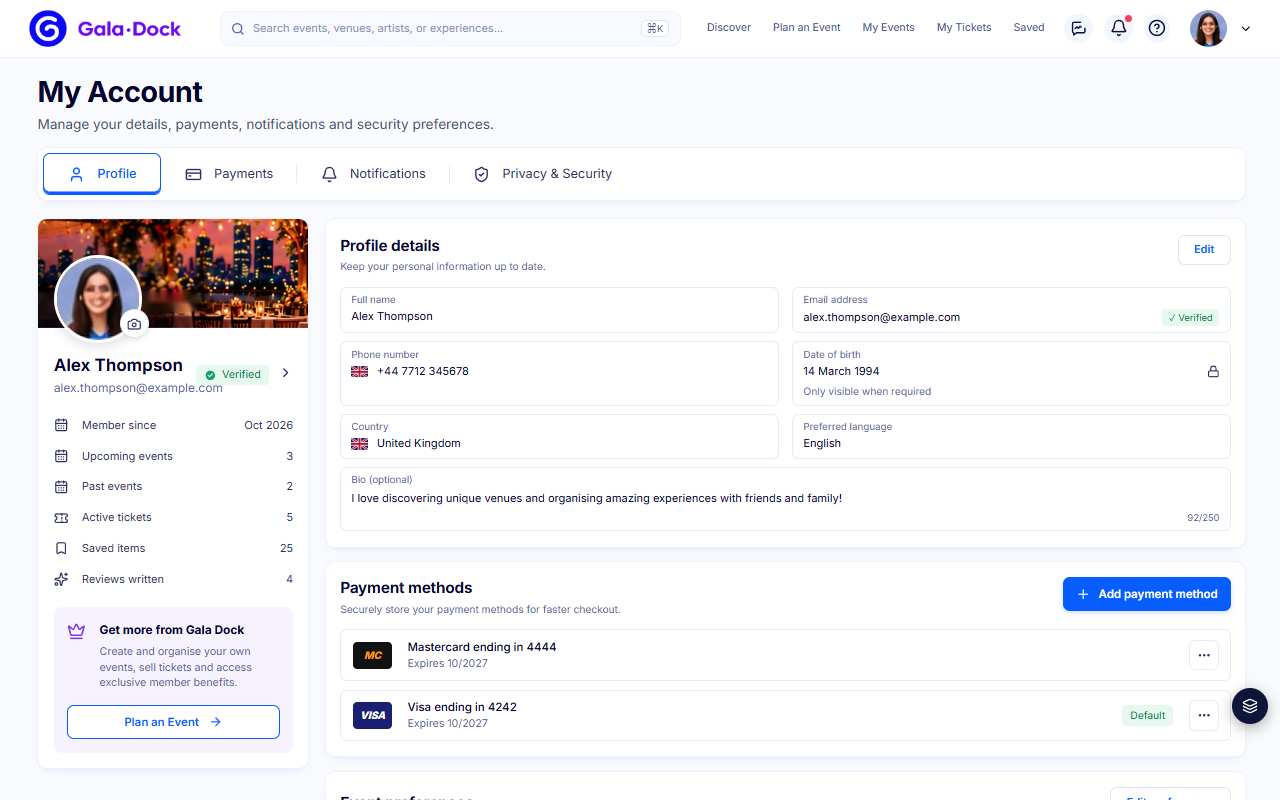 Gala·Dock
Search events, venues, artists, or experiences...
⌘K
Discover
Plan an Event
My Events
My Tickets
Saved
My Account
Manage your details, payments, notifications and security preferences.
Profile
Payments
Notifications
Privacy & Security
Alex Thompson
Verified
alex.thompson@example.com
Member since Oct 2026
Upcoming events 3
Past events 2
Active tickets 5
Saved items 25
Reviews written 4
Get more from Gala Dock
Create and organise your own
events, sell tickets and access
exclusive member benefits.
Plan an Event →
Profile details
Edit
Keep your personal information up to date.
Full name
Alex Thompson
Email address
alex.thompson@example.com
✓ Verified
Phone number
+44 7712 345678
Date of birth
14 March 1994
Only visible when required
Country
United Kingdom
Preferred language
English
Bio (optional)
I love discovering unique venues and organising amazing experiences with friends and family!
92/250
Payment methods
Securely store your payment methods for faster checkout.
+ Add payment method
MC
Mastercard ending in 4444
Expires 10/2027
VISA
Visa ending in 4242
Expires 10/2027
Default
Event preferences